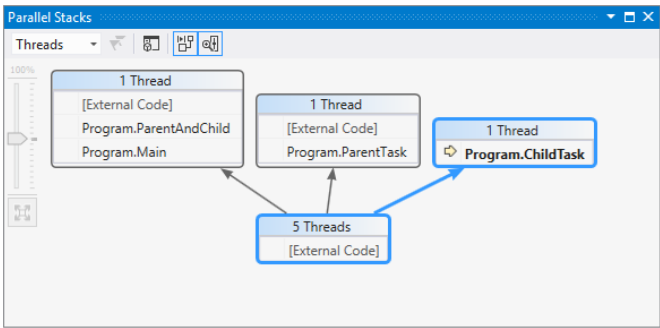 Parallel Stacks
Threads
100%
1 Thread
[External Code]
Program.ParentAndChild
Program.Main
1 Thread
[External Code]
Program.ParentTask
1 Thread
Program.ChildTask
5 Threads
[External Code]